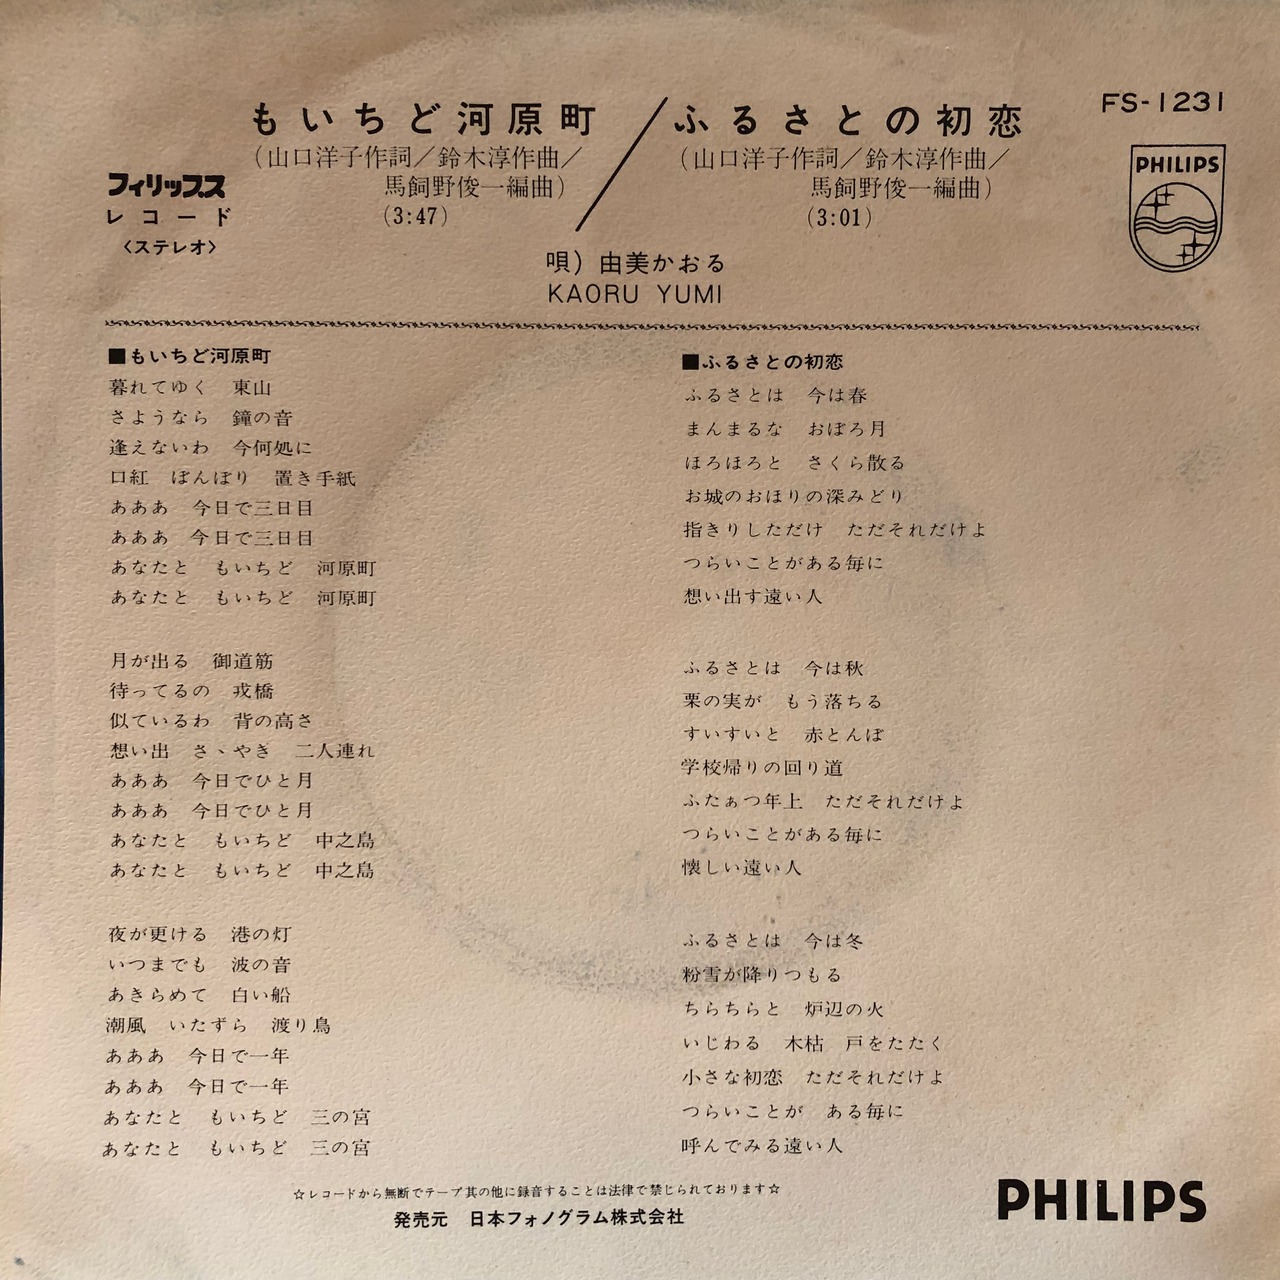 もいちど河原町／ふるさとの初恋
FS-1231
（山口洋子作詞／鈴木淳作曲／
馬飼野俊一編曲）
（3:47）
（山口洋子作詞／鈴木淳作曲／
馬飼野俊一編曲）
（3:01）
フィリップス
レコード
〈ステレオ〉
PHILIPS
唄）由美かおる
KAORU YUMI
■もいちど河原町
暮れてゆく　東山
さようなら　鐘の音
逢えないわ　今何処に
口紅　ぼんぼり　置き手紙
あああ　今日で三日目
あああ　今日で三日目
あなたと　もいちど　河原町
あなたと　もいちど　河原町
月が出る　御道筋
待ってるの　戎橋
似ているわ　背の高さ
想い出　さゝやき　二人連れ
あああ　今日でひと月
あああ　今日でひと月
あなたと　もいちど　中之島
あなたと　もいちど　中之島
夜が更ける　港の灯
いつまでも　波の音
あきらめて　白い船
潮風　いたずら　渡り鳥
あああ　今日で一年
あああ　今日で一年
あなたと　もいちど　三の宮
あなたと　もいちど　三の宮
■ふるさとの初恋
ふるさとは　今は春
まんまるな　おぼろ月
ほろほろと　さくら散る
お城のおほりの深みどり
指きりしただけ　ただそれだけよ
つらいことがある毎に
想い出す遠い人
ふるさとは　今は秋
栗の実が　もう落ちる
すいすいと　赤とんぼ
学校帰りの回り道
ふたぁつ年上　ただそれだけよ
つらいことがある毎に
懐しい遠い人
ふるさとは　今は冬
粉雪が降りつもる
ちらちらと　炉辺の火
いじわる　木枯　戸をたたく
小さな初恋　ただそれだけよ
つらいことが　ある毎に
呼んでみる遠い人
☆レコードから無断でテープ其の他に録音することは法律で禁じられております☆
発売元　日本フォノグラム株式会社
PHILIPS